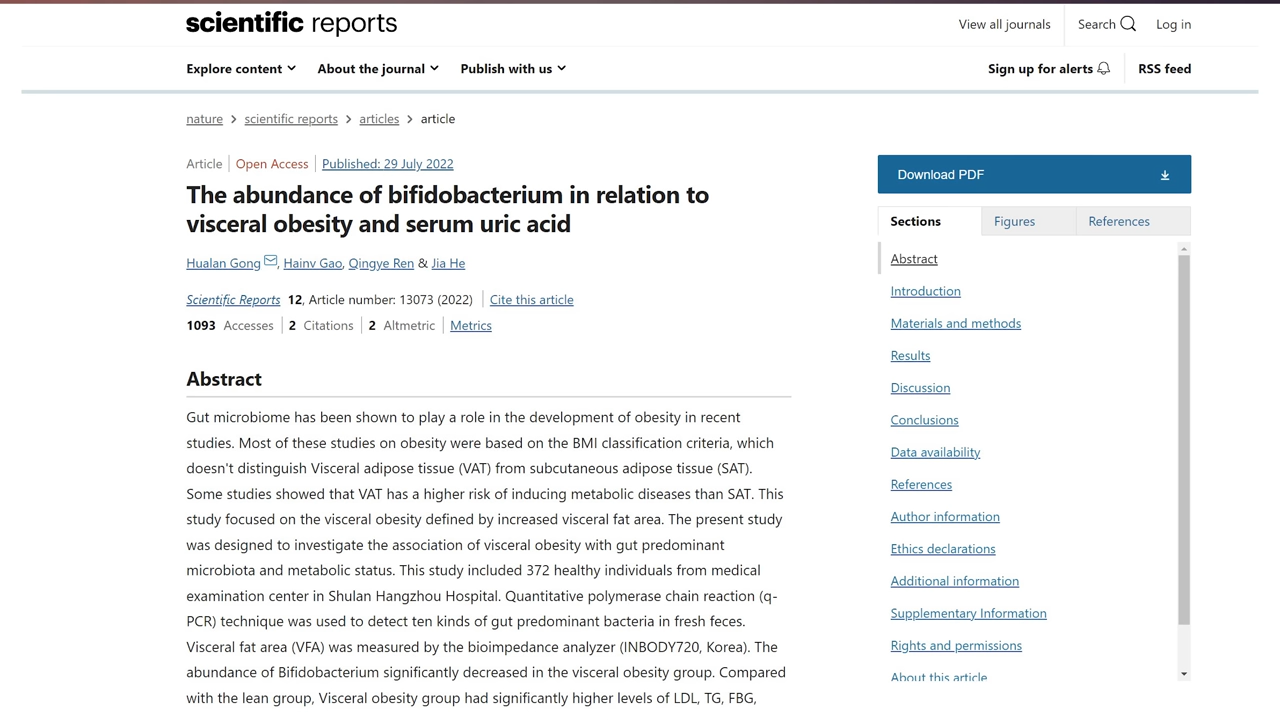 scientific reports
View all journals
Search
Log in
Explore content
About the journal
Publish with us
Sign up for alerts
RSS feed
nature > scientific reports > articles > article
Article
Open Access
Published: 29 July 2022
The abundance of bifidobacterium in relation to
visceral obesity and serum uric acid
Hualan Gong, Hainv Gao, Qingye Ren & Jia He
Scientific Reports 12, Article number: 13073 (2022)
Cite this article
1093 Accesses
2 Citations
2 Altmetric
Metrics
Abstract
Gut microbiome has been shown to play a role in the development of obesity in recent
studies. Most of these studies on obesity were based on the BMI classification criteria, which
doesn't distinguish Visceral adipose tissue (VAT) from subcutaneous adipose tissue (SAT).
Some studies showed that VAT has a higher risk of inducing metabolic diseases than SAT. This
study focused on the visceral obesity defined by increased visceral fat area. The present study
was designed to investigate the association of visceral obesity with gut predominant
microbiota and metabolic status. This study included 372 healthy individuals from medical
examination center in Shulan Hangzhou Hospital. Quantitative polymerase chain reaction (q-
PCR) technique was used to detect ten kinds of gut predominant bacteria in fresh feces.
Visceral fat area (VFA) was measured by the bioimpedance analyzer (INBODY720, Korea). The
abundance of Bifidobacterium significantly decreased in the visceral obesity group. Compared
with the lean group, Visceral obesity group had significantly higher levels of LDL, TG, FBG,
Download PDF
Sections
Figures
References
Abstract
Introduction
Materials and methods
Results
Discussion
Conclusions
Data availability
References
Author information
Ethics declarations
Additional information
Supplementary Information
Rights and permissions
About this article